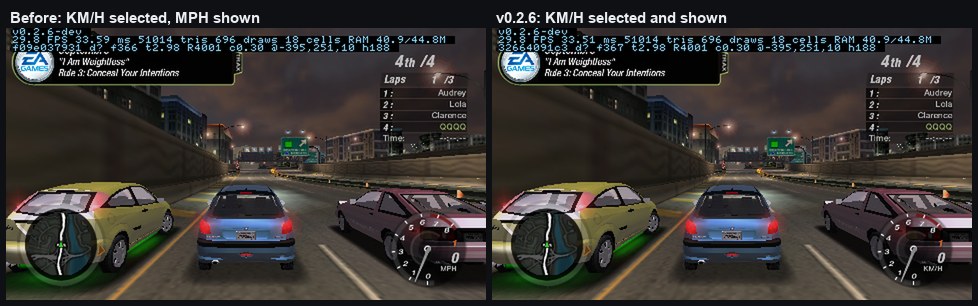 Before: KM/H selected, MPH shown
v0.2.6-dev
29.8 FPS 33.59 ms 51014 tris 696 draws 18 cells RAM 40.9/44.8M
f09e037931 d? f366 t2.98 R4001 c0.30 @-395,251,10 h188
EA
GAMES
"I Am Weightless"
Rule 3: Conceal Your Intentions
TRAX
4th /4
Laps /3
1 : Audrey
2 : Lola
3 : Clarence
4 : QQQQ
Time:
0
MPH
v0.2.6: KM/H selected and shown
v0.2.6-dev
29.8 FPS 33.51 ms 51014 tris 696 draws 18 cells RAM 40.9/44.8M
32664091c3 d? f367 t2.98 R4001 c0.30 @-395,251,10 h188
EA
GAMES
"I Am Weightless"
Rule 3: Conceal Your Intentions
TRAX
4th /4
Laps /3
1 : Audrey
2 : Lola
3 : Clarence
4 : QQQQ
Time:
0
KM/H